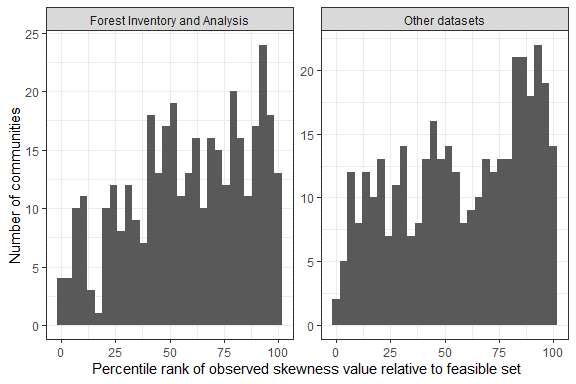 Forest Inventory and Analysis
Other datasets
Number of communities
25
20
15
10
5
0
20
15
10
5
0
0 25 50 75 100
0 25 50 75 100
Percentile rank of observed skewness value relative to feasible set